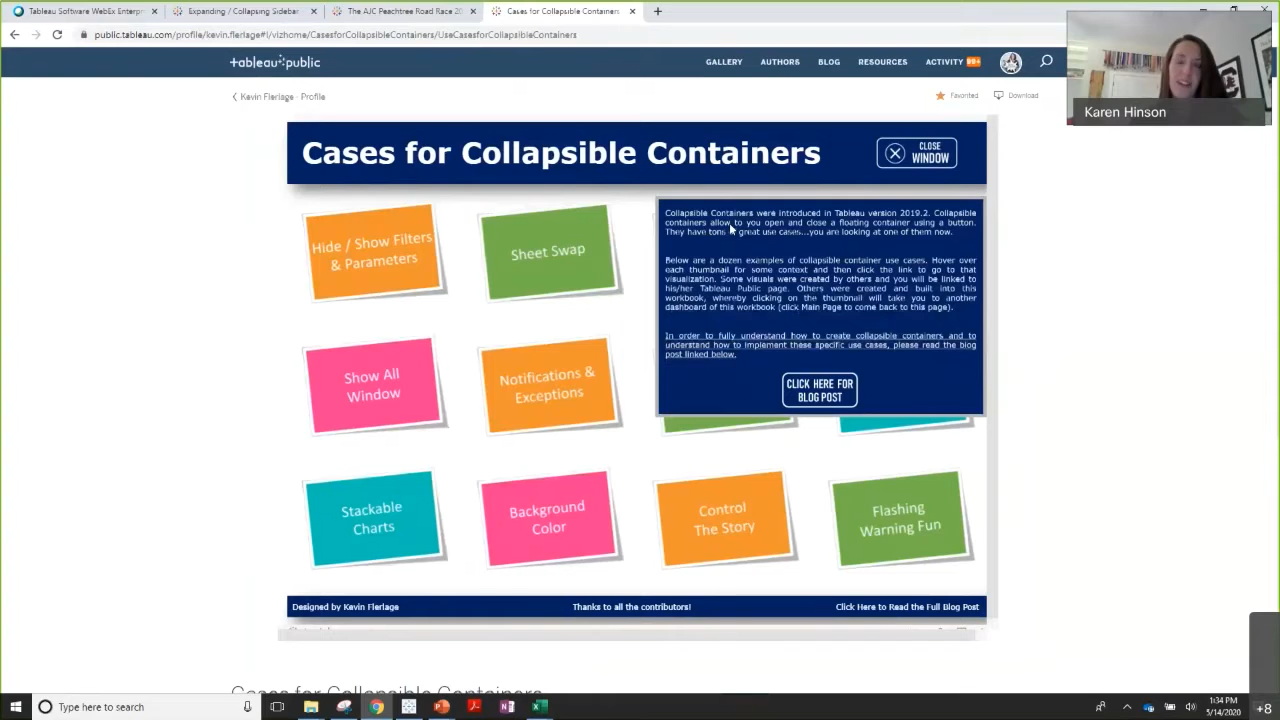 Tableau Software WebEx Enterp
Expanding / Collapsing Sidebar
The AJC Peachtree Road Race 20
Cases for Collapsible Containers
public.tableau.com/profile/kevin.flerlage#!/vizhome/CasesforCollapsibleContainers/UseCasesforCollapsibleContainers
+ableau+public
GALLERY AUTHORS BLOG RESOURCES ACTIVITY 99+
Karen Hinson
Kevin Flerlage - Profile
Favorited Download
Cases for Collapsible Containers
CLOSE
WINDOW
Hide / Show Filters
& Parameters
Sheet Swap
Collapsible Containers were introduced in Tableau version 2019.2. Collapsible
containers allow to you open and close a floating container using a button.
They have tons great use cases...you are looking at one of them now.
Below are a dozen examples of collapsible container use cases. Hover over
each thumbnail for some context and then click the link to go to that
visualization. Some visuals were created by others and you will be linked to
his/her Tableau Public page. Others were created and built into this
workbook, whereby clicking on the thumbnail will take you to another
dashboard of this workbook (click Main Page to come back to this page).
In order to fully understand how to create collapsible containers and to
understand how to implement these specific use cases, please read the blog
post linked below.
CLICK HERE FOR
BLOG POST
Show All
Window
Notifications &
Exceptions
Stackable
Charts
Background
Color
Control
The Story
Flashing
Warning Fun
Designed by Kevin Flerlage
Thanks to all the contributors!
Click Here to Read the Full Blog Post
Cases for Collapsible Containers
Type here to search
1:34 PM
5/14/2020
+8